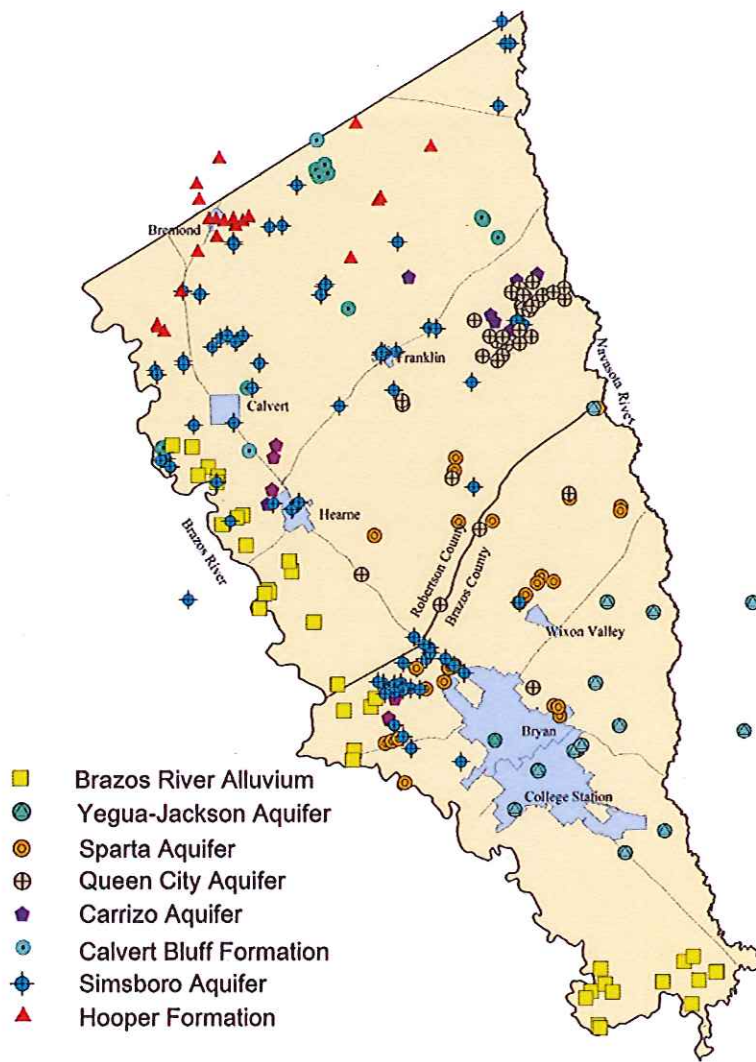 Bremond
Franklin
Navasota River
Calvert
Hearne
Brazos River
Robertson County
Brazos County
Wixon Valley
Bryan
College Station
Brazos River Alluvium
Yegua-Jackson Aquifer
Sparta Aquifer
Queen City Aquifer
Carrizo Aquifer
Calvert Bluff Formation
Simsboro Aquifer
Hooper Formation